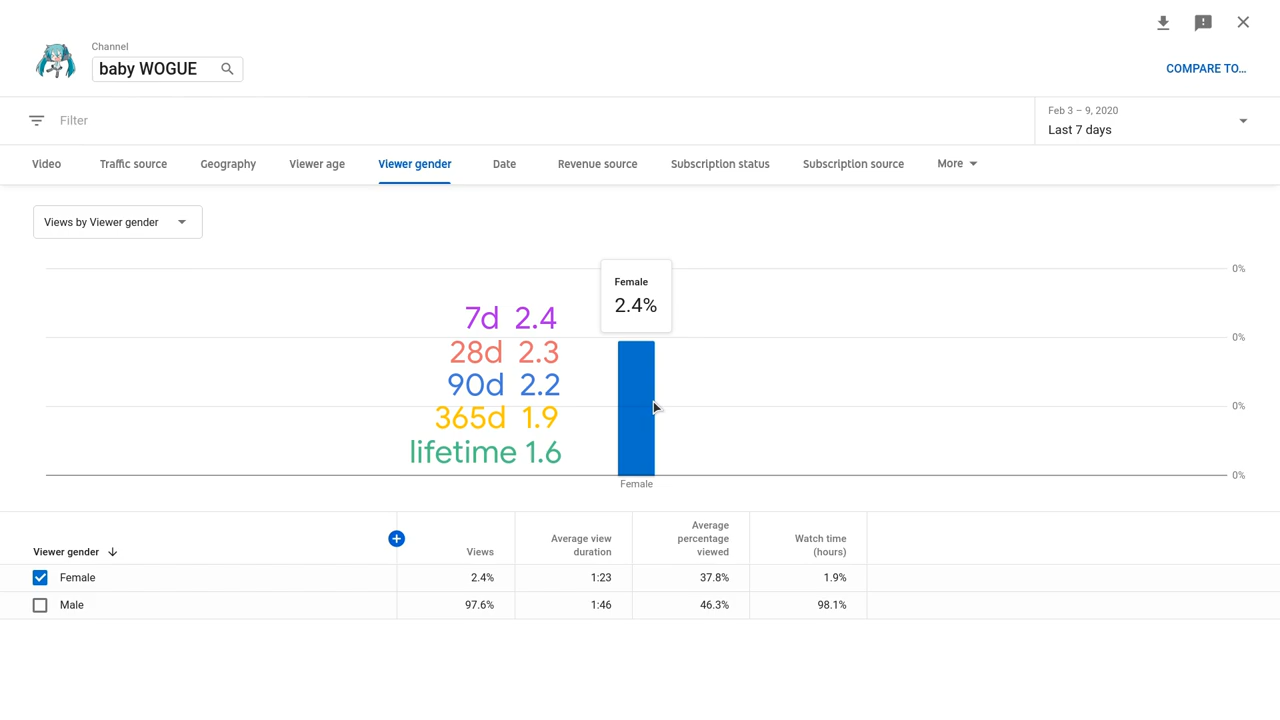 Channel
baby WOGUE
COMPARE TO...
Filter
Feb 3 – 9, 2020
Last 7 days
Video
Traffic source
Geography
Viewer age
Viewer gender
Date
Revenue source
Subscription status
Subscription source
More
Views by Viewer gender
Female
2.4%
0%
0%
0%
0%
7d 2.4
28d 2.3
90d 2.2
365d 1.9
lifetime 1.6
Female
Viewer gender
Views
Average view duration
Average percentage viewed
Watch time (hours)
Female 2.4% 1:23 37.8% 1.9%
Male 97.6% 1:46 46.3% 98.1%